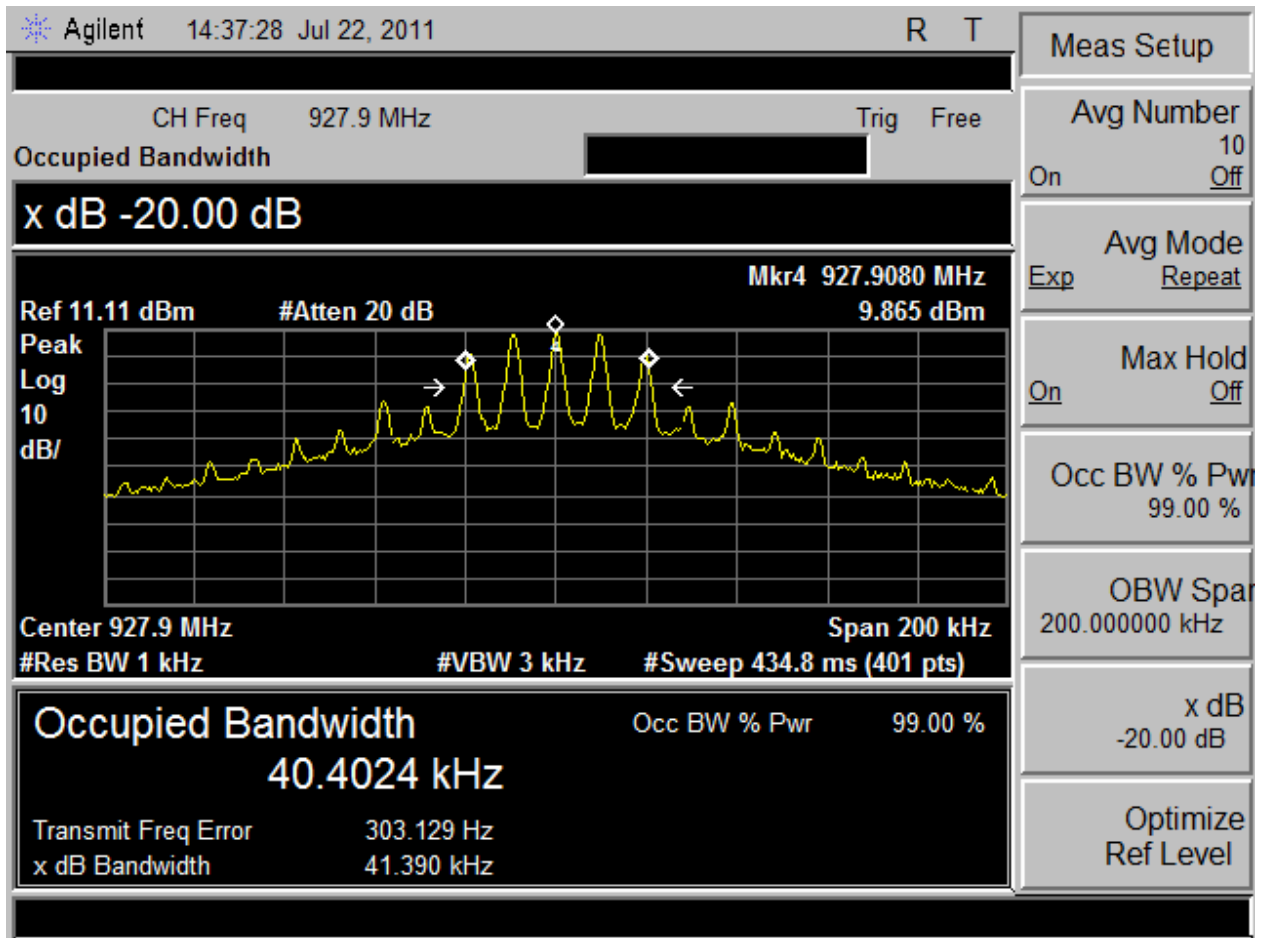 Agilent 14:37:28 Jul 22, 2011 R T
CH Freq 927.9 MHz Trig Free
Occupied Bandwidth
x dB -20.00 dB
Mkr4 927.9080 MHz
Ref 11.11 dBm #Atten 20 dB 9.865 dBm
Peak
Log
10
dB/
Center 927.9 MHz Span 200 kHz
#Res BW 1 kHz #VBW 3 kHz #Sweep 434.8 ms (401 pts)
Occupied Bandwidth Occ BW % Pwr 99.00 %
40.4024 kHz
Transmit Freq Error 303.129 Hz
x dB Bandwidth 41.390 kHz
Meas Setup
Avg Number
10
On Off
Avg Mode
Exp Repeat
Max Hold
On Off
Occ BW % Pwr
99.00 %
OBW Span
200.000000 kHz
x dB
-20.00 dB
Optimize
Ref Level